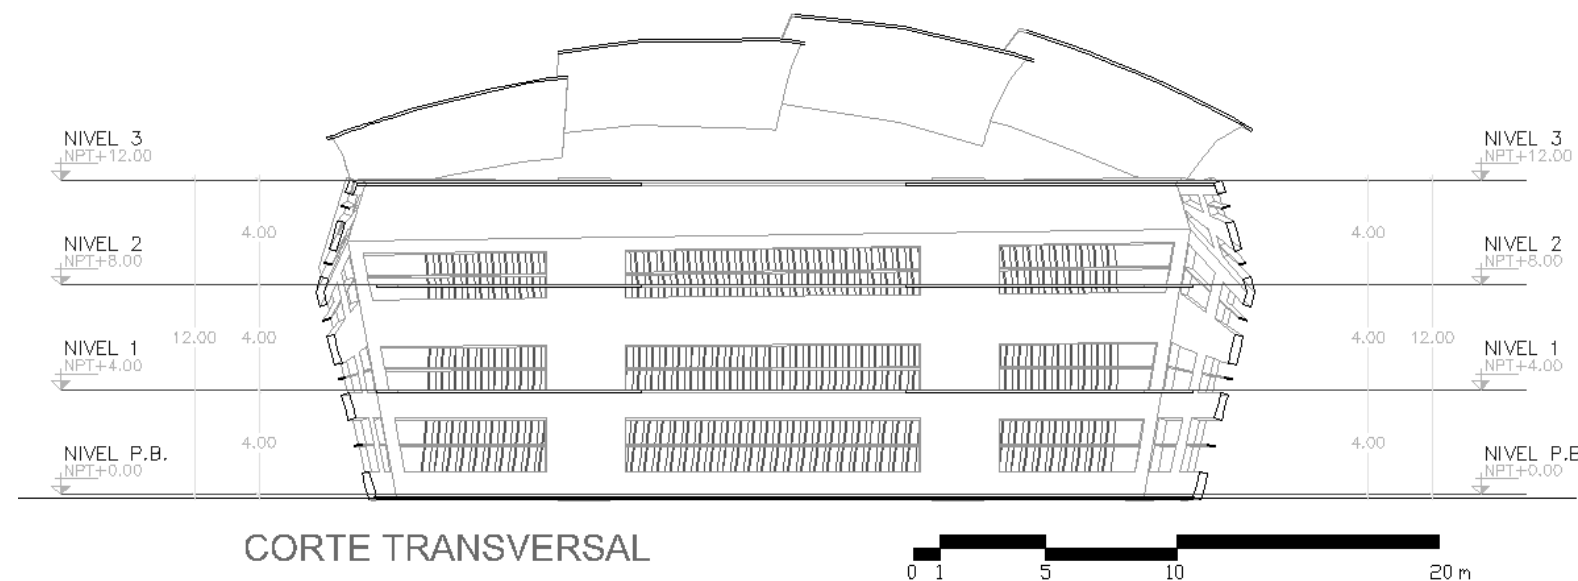 NIVEL 3
NPT+12.00
NIVEL 3
NPT+12.00
4.00
4.00
NIVEL 2
NPT+8.00
NIVEL 2
NPT+8.00
12.00
4.00
4.00
12.00
NIVEL 1
NPT+4.00
NIVEL 1
NPT+4.00
4.00
4.00
NIVEL P.B.
NPT+0.00
NIVEL P.B
NPT+0.00
CORTE TRANSVERSAL
0 1 5 10 20 m